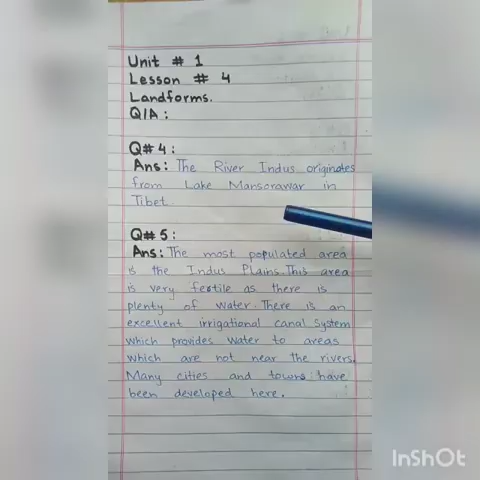 Unit # 1
Lesson # 4
Landforms.
Q/A :
Q# 4 :
Ans: The River Indus originates
from Lake Mansorawar in
Tibet.
Q# 5 :
Ans: The most populated area
is the Indus Plains. This area
is very fertile as there is
plenty of water. There is an
excellent irrigational canal system
which provides water to areas
which are not near the rivers.
Many cities and towns have
been developed here.
InShOt